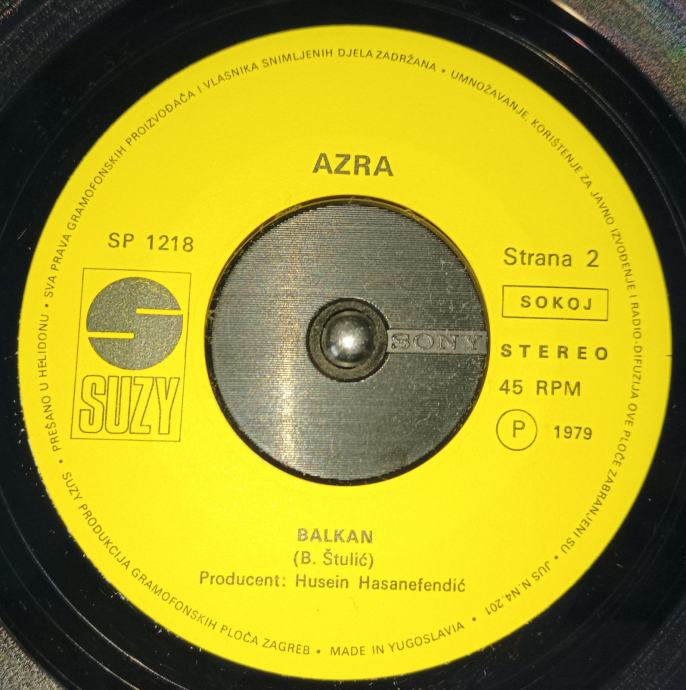 AZRA
SP 1218
SUZY
SONY
Strana 2
SOKOJ
STEREO
45 RPM
P 1979
BALKAN
(B. Štulić)
Producent: Husein Hasanefendić
SUZY PRODUKCIJA GRAMOFONSKIH PLOČA ZAGREB • MADE IN YUGOSLAVIA •
PREŠANO U HELIDONU • SVA PRAVA GRAMOFONSKIH PROIZVOĐAČA I VLASNIKA SNIMLJENIH DJELA ZADRŽANA • UMNOŽAVANJE, KORIŠTENJE ZA JAVNO IZVOĐENJE I RADIO-DIFUZIJA OVE PLOČE ZABRANJENI SU • JUS N.N4.201